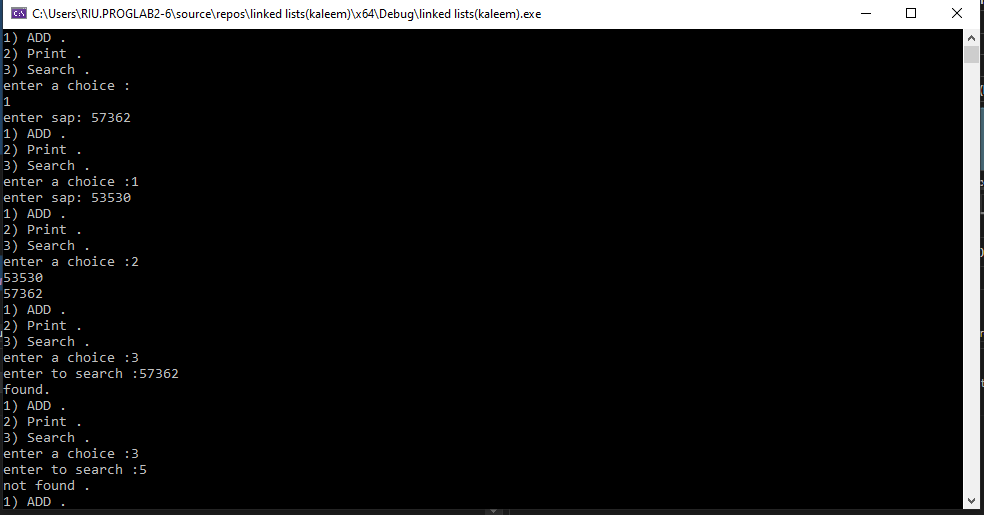 C:\Users\RIU.PROGLAB2-6\source\repos\linked lists(kaleem)\x64\Debug\linked lists(kaleem).exe
1) ADD .
2) Print .
3) Search .
enter a choice :
1
enter sap: 57362
1) ADD .
2) Print .
3) Search .
enter a choice :1
enter sap: 53530
1) ADD .
2) Print .
3) Search .
enter a choice :2
53530
57362
1) ADD .
2) Print .
3) Search .
enter a choice :3
enter to search :57362
found.
1) ADD .
2) Print .
3) Search .
enter a choice :3
enter to search :5
not found .
1) ADD .